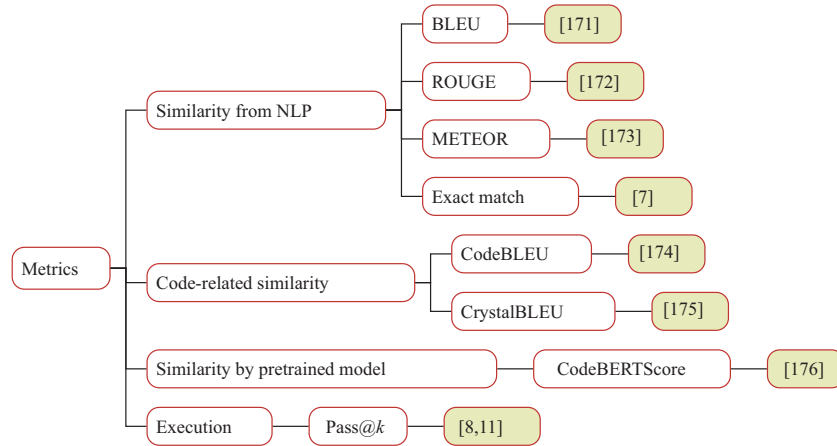 Metrics
Similarity from NLP
BLEU
[171]
ROUGE
[172]
METEOR
[173]
Exact match
[7]
Code-related similarity
CodeBLEU
[174]
CrystalBLEU
[175]
Similarity by pretrained model
CodeBERTScore
[176]
Execution
Pass@k
[8,11]